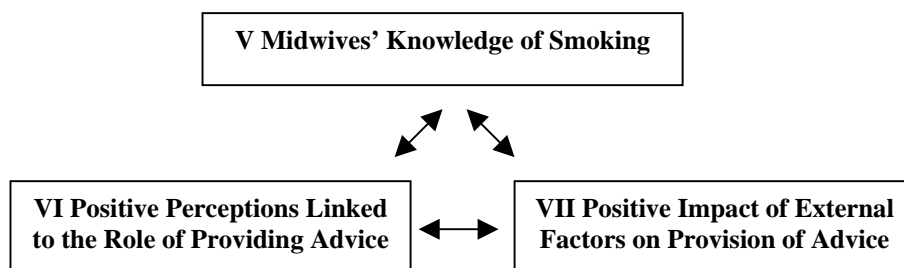 V Midwives’ Knowledge of Smoking
VI Positive Perceptions Linked
to the Role of Providing Advice
VII Positive Impact of External
Factors on Provision of Advice